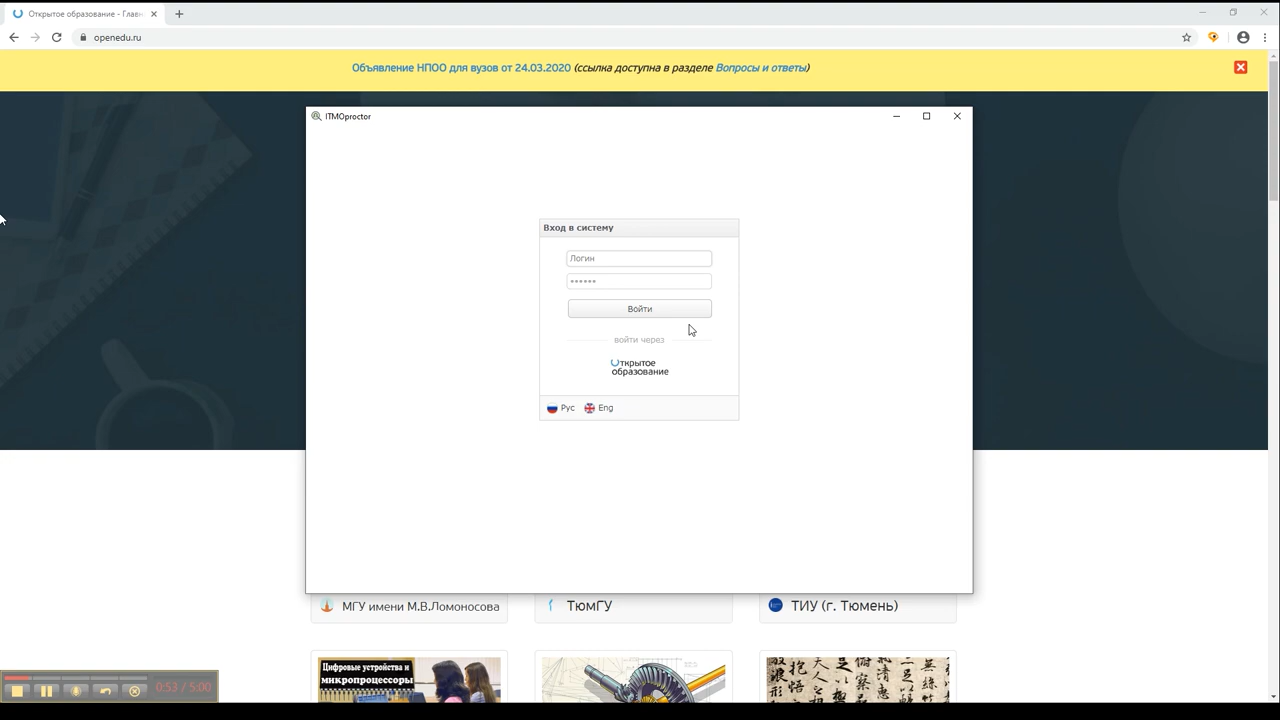 Открытое образование - Главн
openedu.ru
Объявление НПОО для вузов от 24.03.2020 (ссылка доступна в разделе Вопросы и ответы)
ITMOproctor
Вход в систему
Логин
••••••
Войти
войти через
Открытое
образование
Рус Eng
МГУ имени М.В.Ломоносова
ТюмГУ
ТИУ (г. Тюмень)
Цифровые устройства и
микропроцессоры
0:53 / 5:00